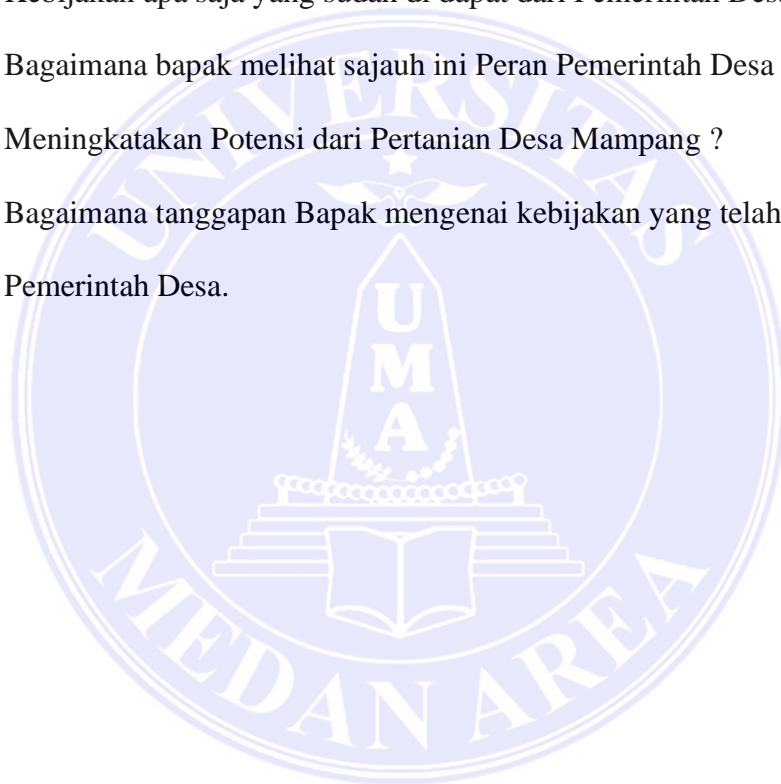 Kebijakan apa saja yang sudah di dapat dari Pemerintah Desa
Bagaimana bapak melihat sajauh ini Peran Pemerintah Desa
Meningkatakan Potensi dari Pertanian Desa Mampang ?
Bagaimana tanggapan Bapak mengenai kebijakan yang telah
Pemerintah Desa.
UNIVERSITAS
UMA
MEDAN AREA